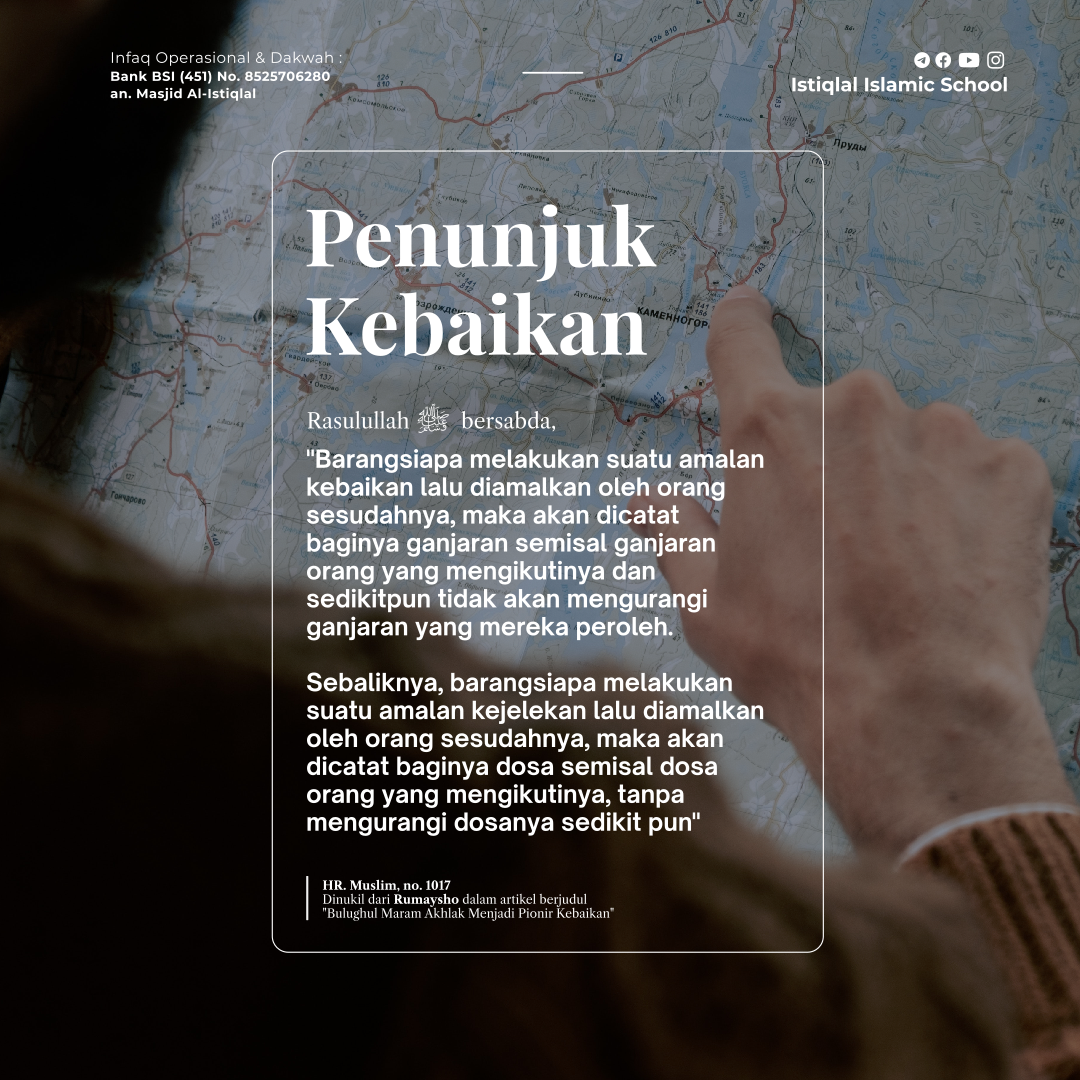 Infaq Operasional & Dakwah :
Bank BSI (451) No. 8525706280
an. Masjid Al-Istiqlal
Istiqlal Islamic School
Penunjuk
Kebaikan
Rasulullah ﷺ bersabda,
"Barangsiapa melakukan suatu amalan
kebaikan lalu diamalkan oleh orang
sesudahnya, maka akan dicatat
baginya ganjaran semisal ganjaran
orang yang mengikutinya dan
sedikitpun tidak akan mengurangi
ganjaran yang mereka peroleh.
Sebaliknya, barangsiapa melakukan
suatu amalan kejelekan lalu diamalkan
oleh orang sesudahnya, maka akan
dicatat baginya dosa semisal dosa
orang yang mengikutinya, tanpa
mengurangi dosanya sedikit pun"
HR. Muslim, no. 1017
Dinukil dari Rumaysho dalam artikel berjudul
"Bulughul Maram Akhlak Menjadi Pionir Kebaikan"
Пруды
КАМЕННОГОР
Гончарово